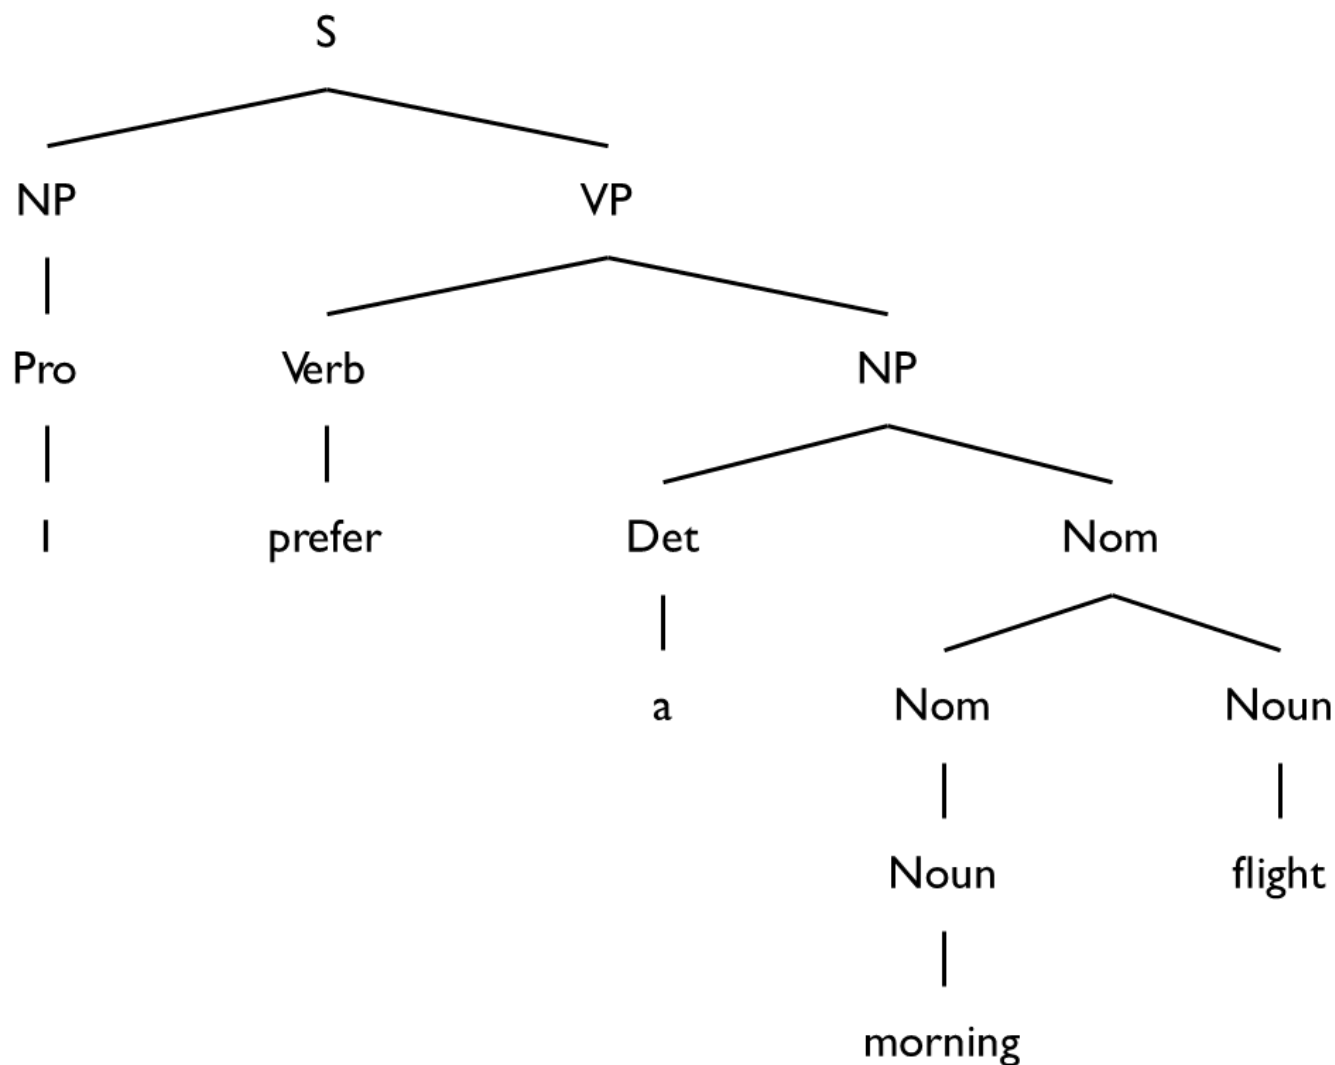 S
NP VP
Pro Verb NP
I prefer Det Nom
a Nom Noun
Noun flight
morning